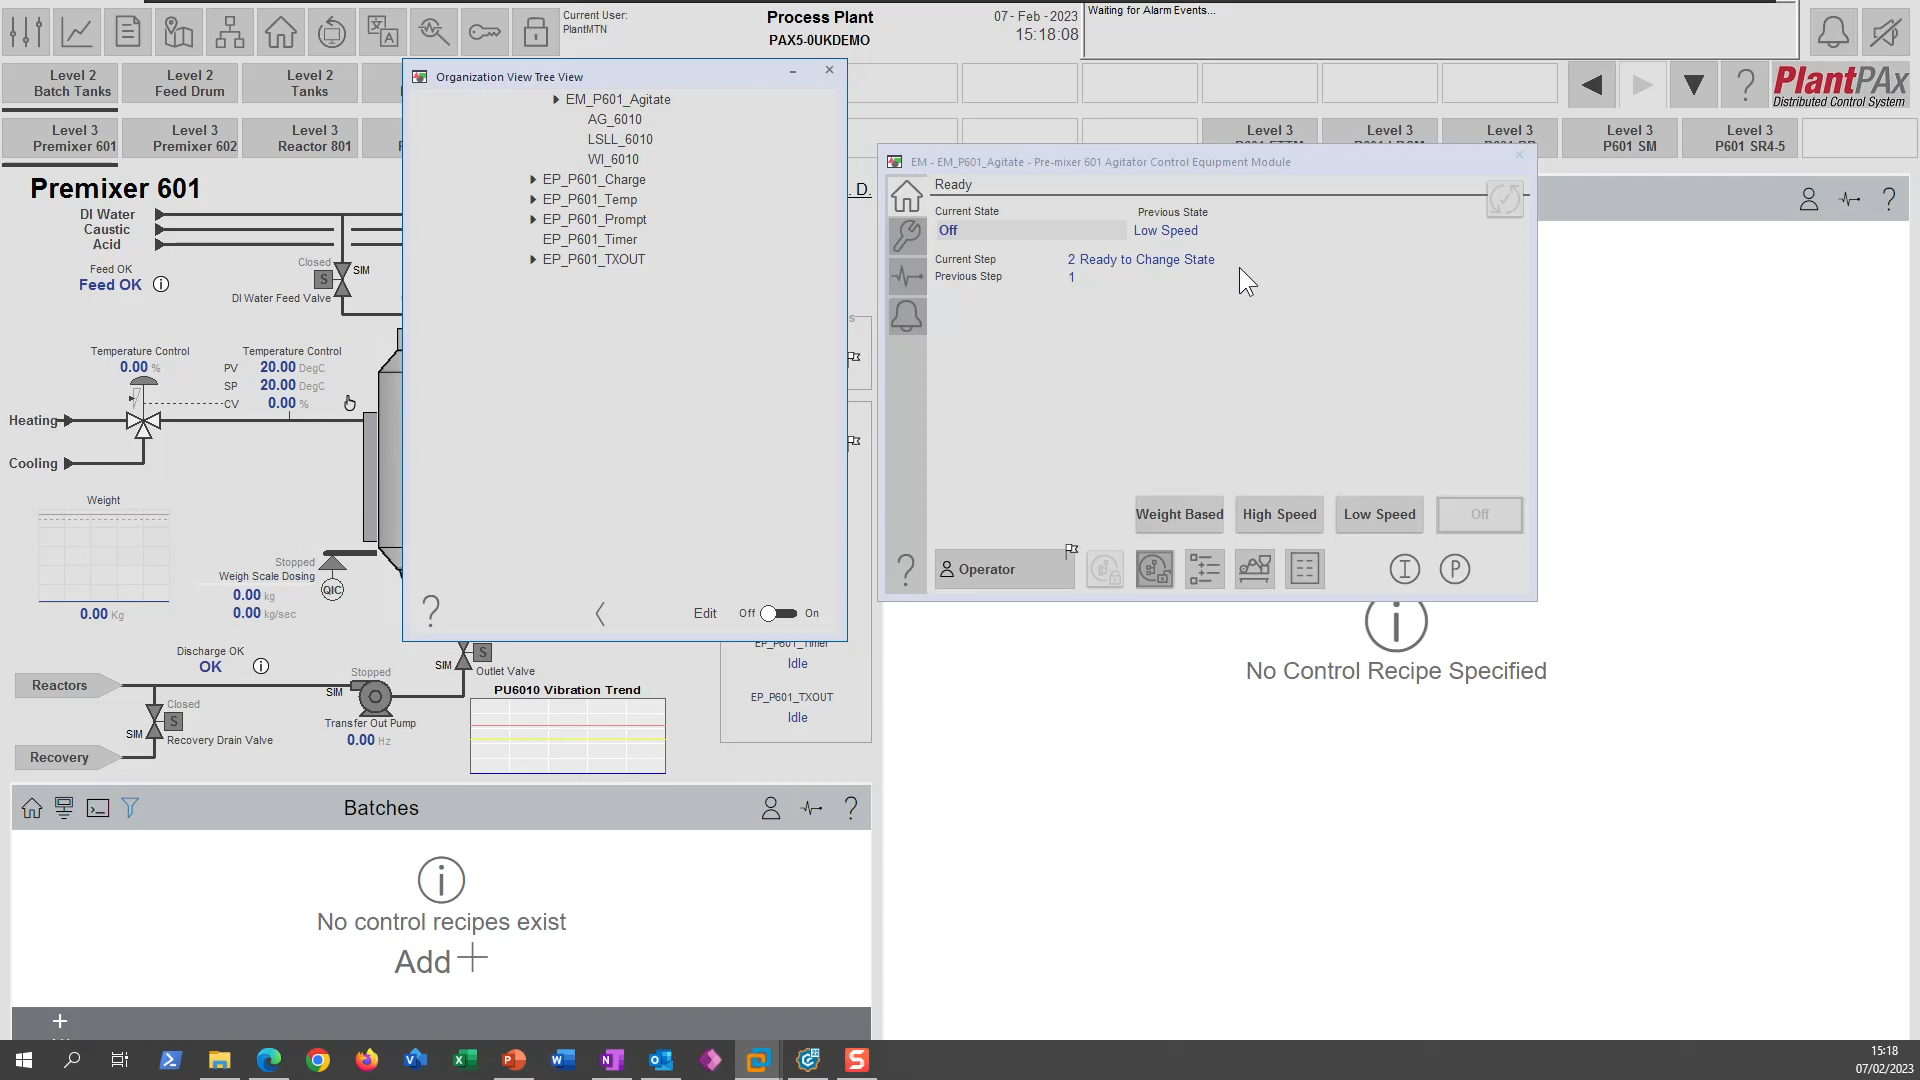 Current User:
PlantMTN
Process Plant
PAX5-0UKDEMO
07 - Feb - 2023
15:18:08
Waiting for Alarm Events...
Level 2
Batch Tanks
Level 2
Feed Drum
Level 2
Tanks
PlantPAx
Distributed Control System
Level 3
Premixer 601
Level 3
Premixer 602
Level 3
Reactor 801
Level 3
Level 3
Level 3
Level 3
P601 SM
Level 3
P601 SR4-5
Organization View Tree View
EM_P601_Agitate
AG_6010
LSLL_6010
WI_6010
EP_P601_Charge
EP_P601_Temp
EP_P601_Prompt
EP_P601_Timer
EP_P601_TXOUT
? Edit Off On
EM - EM_P601_Agitate - Pre-mixer 601 Agitator Control Equipment Module
Ready
Current State
Previous State
Off
Low Speed
Current Step
2 Ready to Change State
Previous Step
1
Weight Based
High Speed
Low Speed
Off
Operator
I
P
Premixer 601
D.
DI Water
Caustic
Acid
Feed OK
Feed OK
Closed
S
SIM
DI Water Feed Valve
Temperature Control
0.00 %
Temperature Control
PV 20.00 DegC
SP 20.00 DegC
CV 0.00 %
Heating
Cooling
Weight
0.00 Kg
Stopped
Weigh Scale Dosing
QIC
0.00 kg
0.00 kg/sec
Discharge OK
OK
Reactors
Closed
S
SIM
Recovery Drain Valve
Recovery
Stopped
SIM
Transfer Out Pump
0.00 Hz
SIM
S
Outlet Valve
PU6010 Vibration Trend
EP_P601_Timer
Idle
EP_P601_TXOUT
Idle
No Control Recipe Specified
Batches
No control recipes exist
Add
15:18
07/02/2023